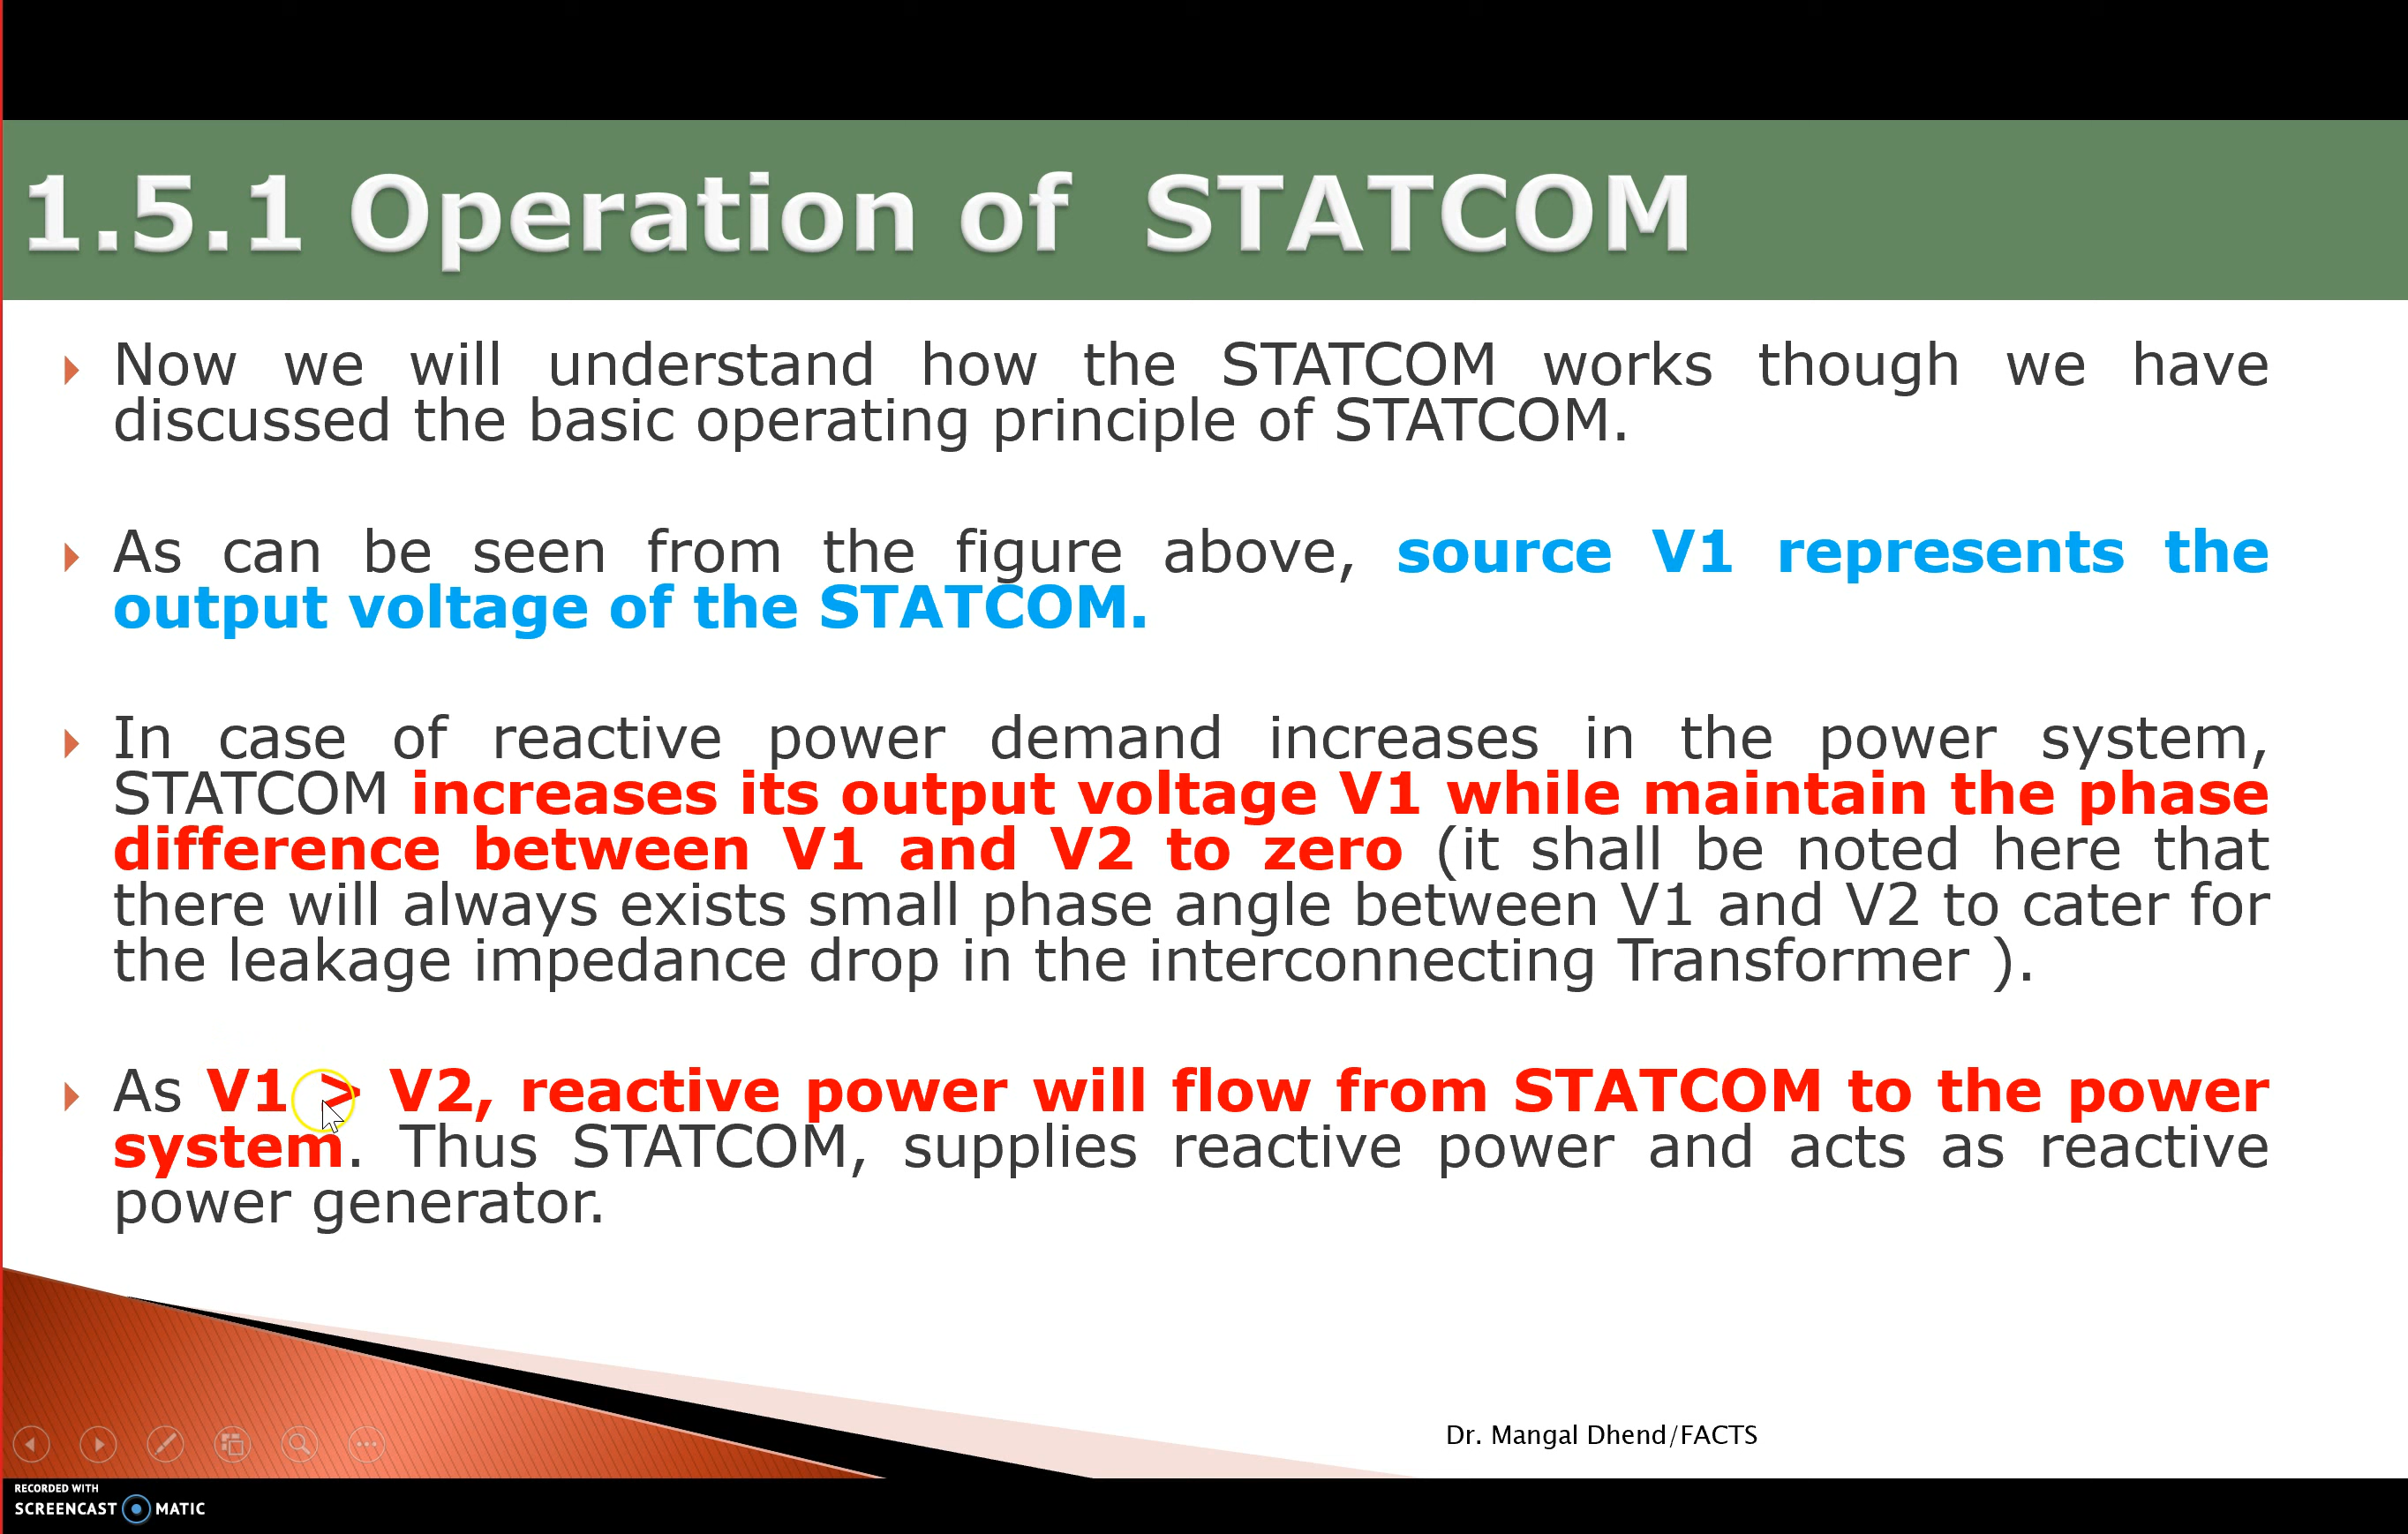 1.5.1 Operation of STATCOM
Now we will understand how the STATCOM works though we have
discussed the basic operating principle of STATCOM.
As can be seen from the figure above, source V1 represents the
output voltage of the STATCOM.
In case of reactive power demand increases in the power system,
STATCOM increases its output voltage V1 while maintain the phase
difference between V1 and V2 to zero (it shall be noted here that
there will always exists small phase angle between V1 and V2 to cater for
the leakage impedance drop in the interconnecting Transformer ).
As V1 > V2, reactive power will flow from STATCOM to the power
system. Thus STATCOM, supplies reactive power and acts as reactive
power generator.
Dr. Mangal Dhend/FACTS
RECORDED WITH
SCREENCAST MATIC